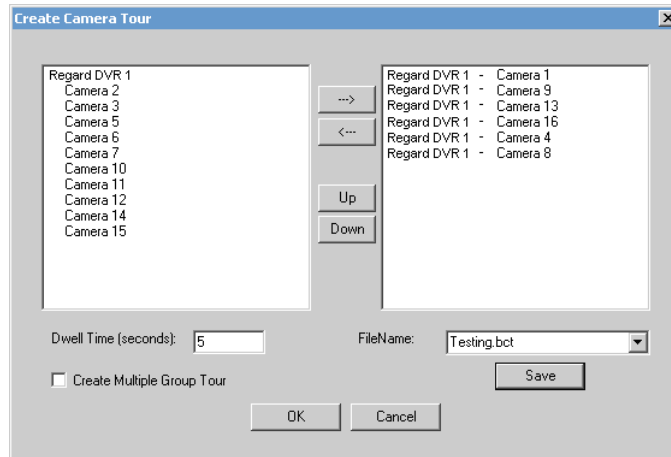 Create Camera Tour
Regard DVR 1
Camera 2
Camera 3
Camera 5
Camera 6
Camera 7
Camera 10
Camera 11
Camera 12
Camera 14
Camera 15
--->
<---
Up
Down
Regard DVR 1 - Camera 1
Regard DVR 1 - Camera 9
Regard DVR 1 - Camera 13
Regard DVR 1 - Camera 16
Regard DVR 1 - Camera 4
Regard DVR 1 - Camera 8
Dwell Time (seconds): 5
FileName: Testing.bct
Create Multiple Group Tour
Save
OK
Cancel